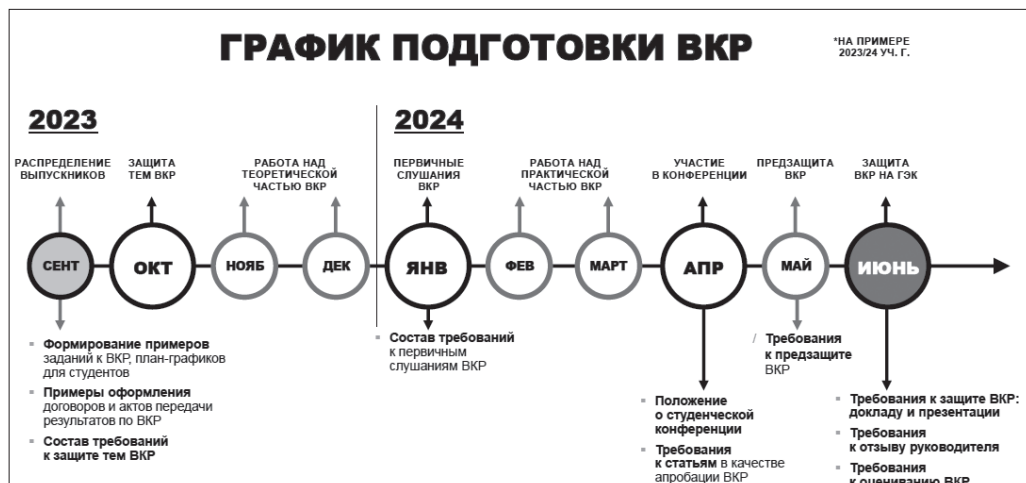 ГРАФИК ПОДГОТОВКИ ВКР
*НА ПРИМЕРЕ
2023/24 УЧ. Г.
2023
2024
РАСПРЕДЕЛЕНИЕ
ВЫПУСКНИКОВ
ЗАЩИТА
ТЕМ ВКР
РАБОТА НАД
ТЕОРЕТИЧЕСКОЙ
ЧАСТЬЮ ВКР
ПЕРВИЧНЫЕ
СЛУШАНИЯ
ВКР
РАБОТА НАД
ПРАКТИЧЕСКОЙ
ЧАСТЬЮ ВКР
УЧАСТИЕ
В КОНФЕРЕНЦИИ
ПРЕДЗАЩИТА
ВКР
ЗАЩИТА
ВКР НА ГЭК
СЕНТ
ОКТ
НОЯБ
ДЕК
ЯНВ
ФЕВ
МАРТ
АПР
МАЙ
ИЮНЬ
Формирование примеров
заданий к ВКР, план-графиков
для студентов
Примеры оформления
договоров и актов передачи
результатов по ВКР
Состав требований
к защите тем ВКР
Состав требований
к первичным
слушаниям ВКР
Положение
о студенческой
конференции
Требования
к статьям в качестве
апробации ВКР
/ Требования
к предзащите
ВКР
Требования к защите ВКР:
докладу и презентации
Требования
к отзыву руководителя
Требования
к оцениванию ВКР